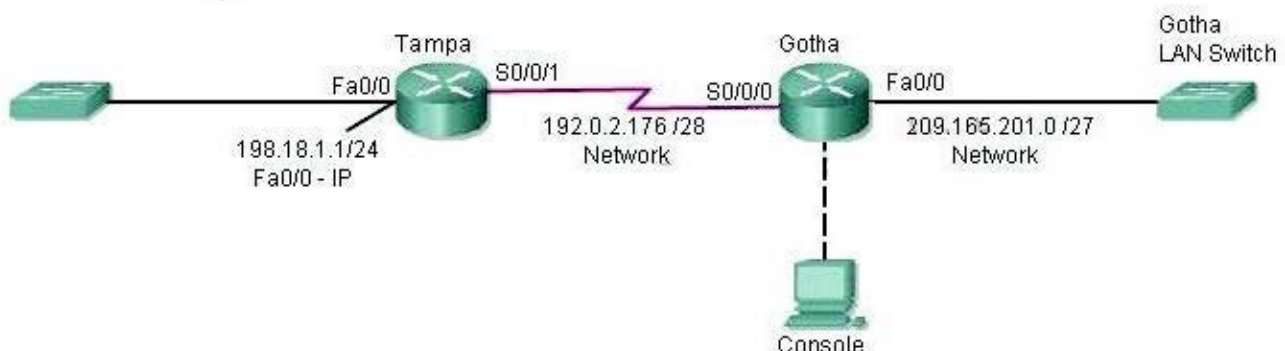 Gotha
LAN Switch
Tampa
Gotha
Fa0/0
S0/0/1
S0/0/0
Fa0/0
198.18.1.1/24
Fa0/0 - IP
192.0.2.176 /28
Network
209.165.201.0 /27
Network
Console